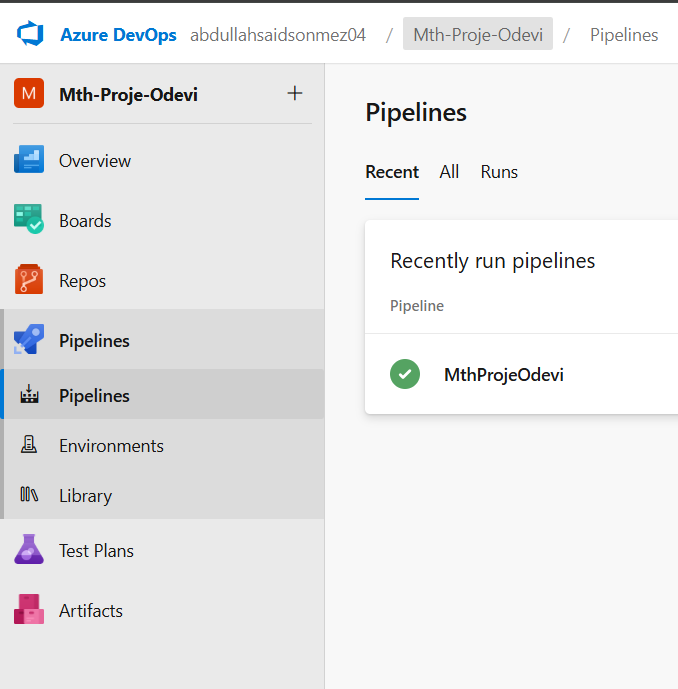 Azure DevOps abdullahsaidsonmez04 / Mth-Proje-Odevi / Pipelines
M Mth-Proje-Odevi +
Overview
Boards
Repos
Pipelines
Pipelines
Environments
Library
Test Plans
Artifacts
Pipelines
Recent All Runs
Recently run pipelines
Pipeline
MthProjeOdevi